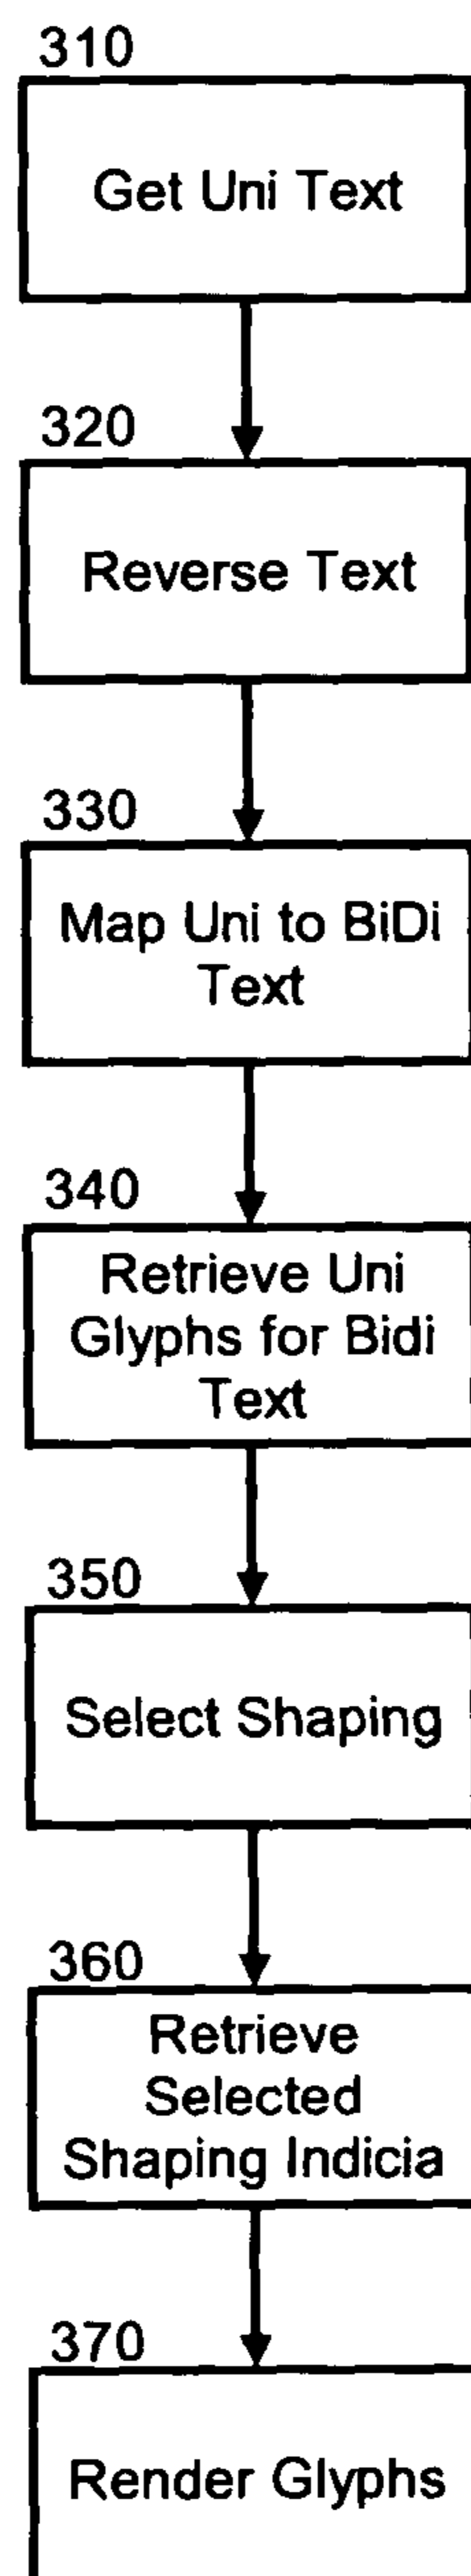 310
Get Uni Text
320
Reverse Text
330
Map Uni to BiDi
Text
340
Retrieve Uni
Glyphs for Bidi
Text
350
Select Shaping
360
Retrieve
Selected
Shaping Indicia
370
Render Glyphs